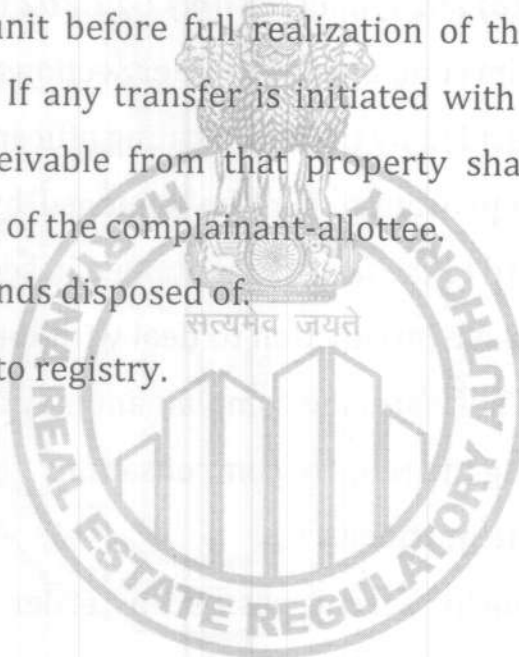 unit before full realization of th
If any transfer is initiated with
eivable from that property sha
of the complainant-allottee.
nds disposed of.
सत्यमेव जयते
to registry.
HARYANA REAL ESTATE REGULATORY AUTHORITY